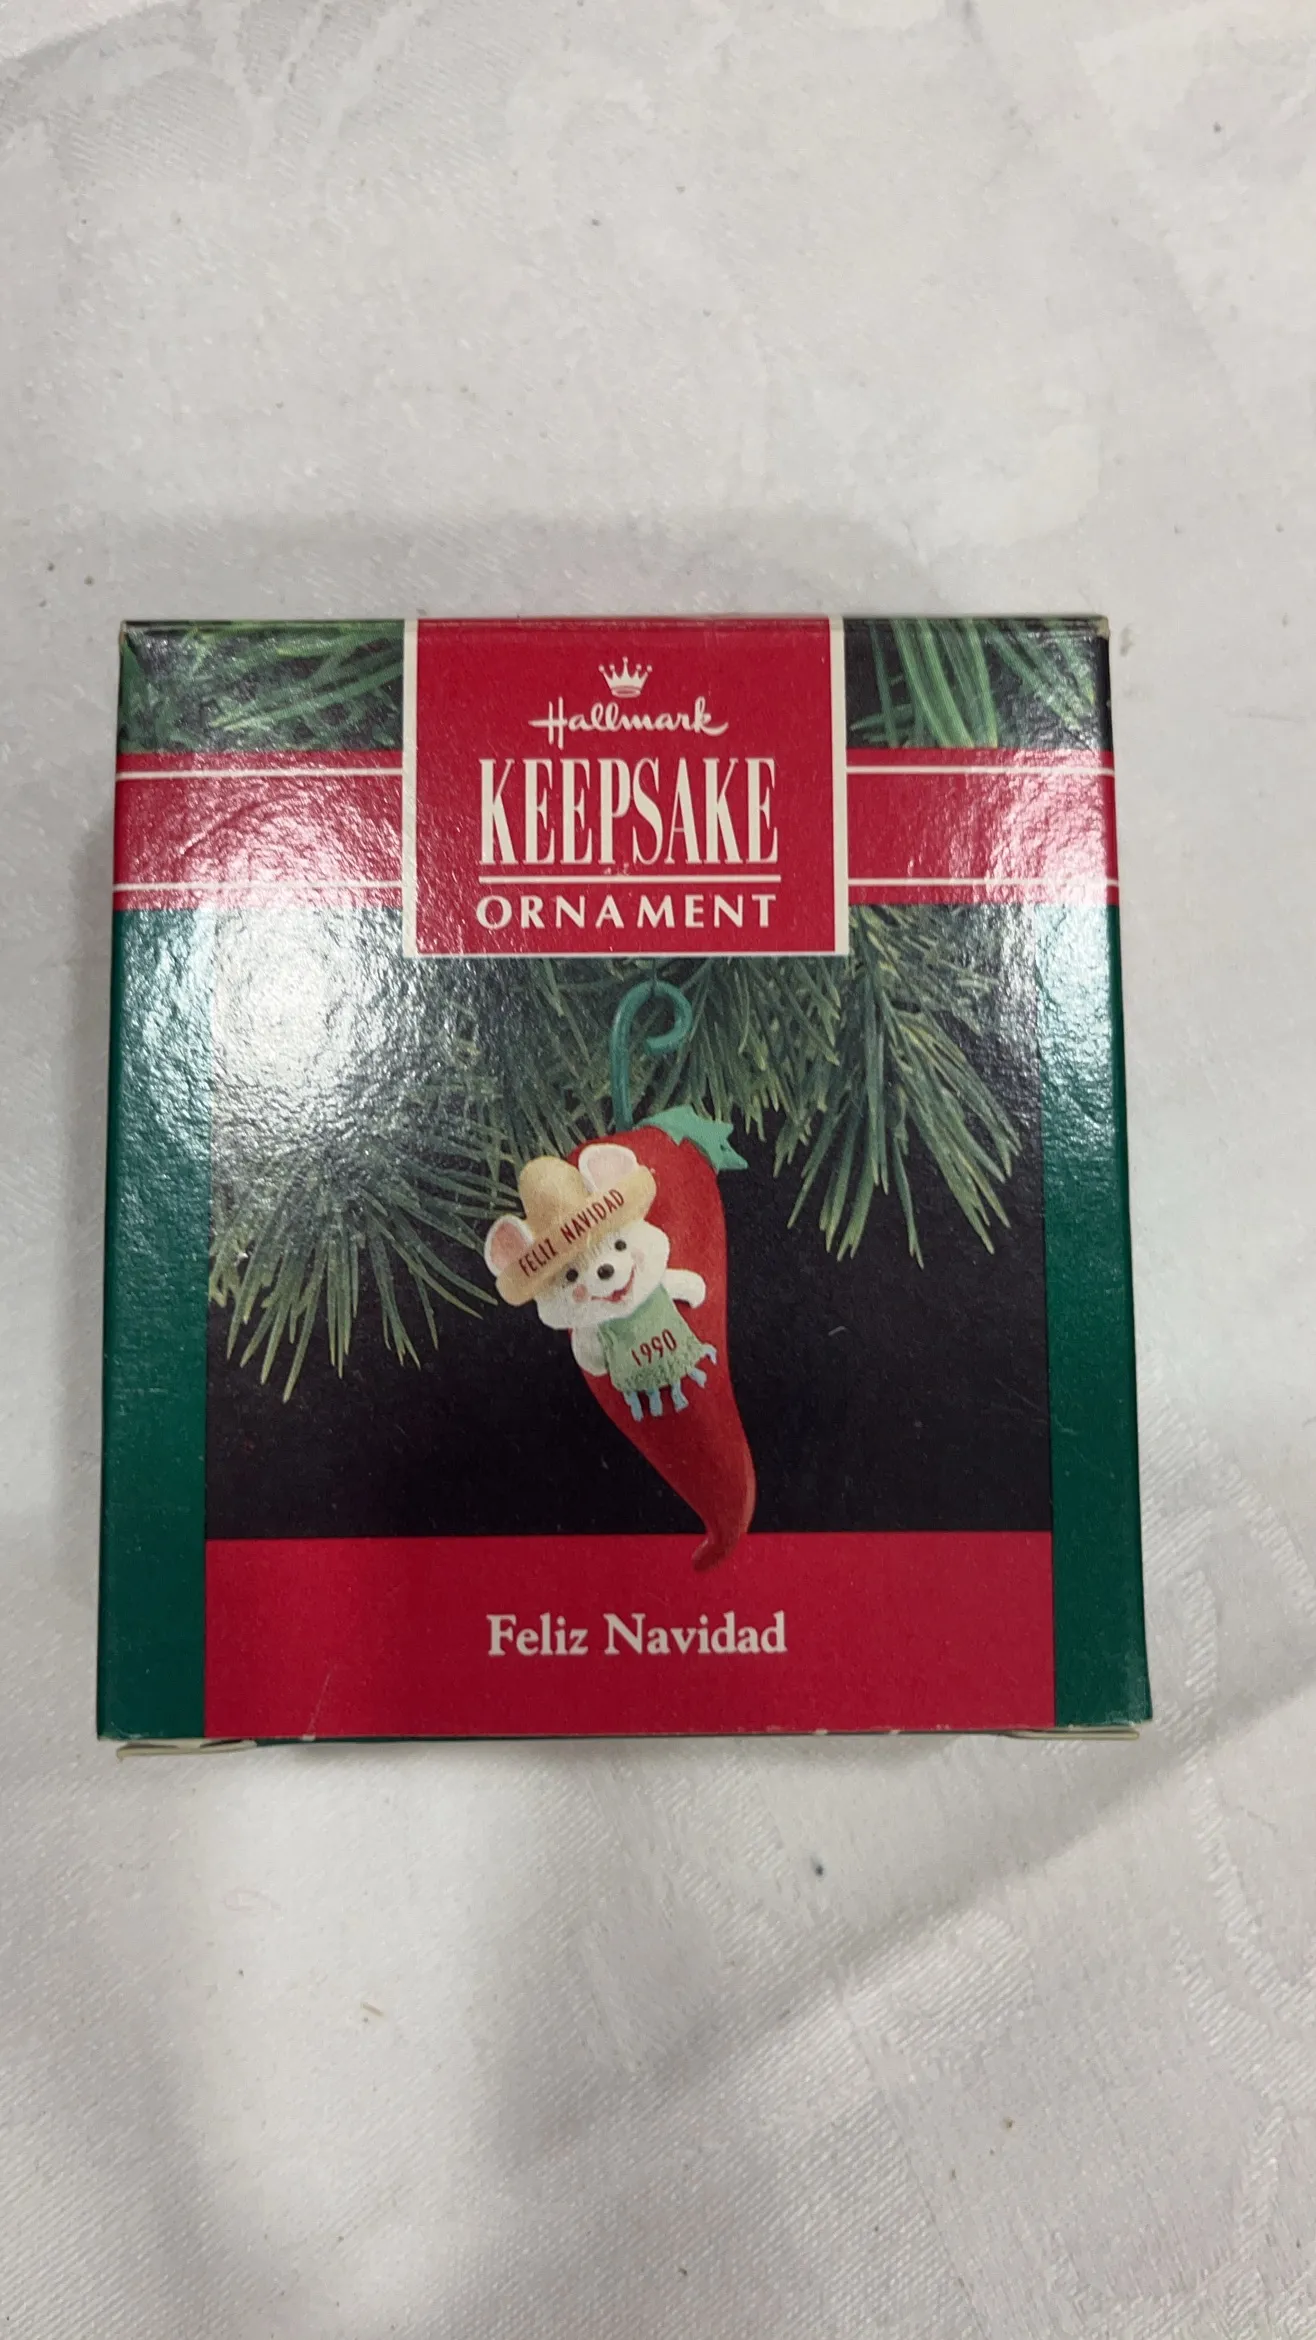 Hallmark
KEEPSAKE
ORNAMENT
FELIZ NAVIDAD
1990
Feliz Navidad